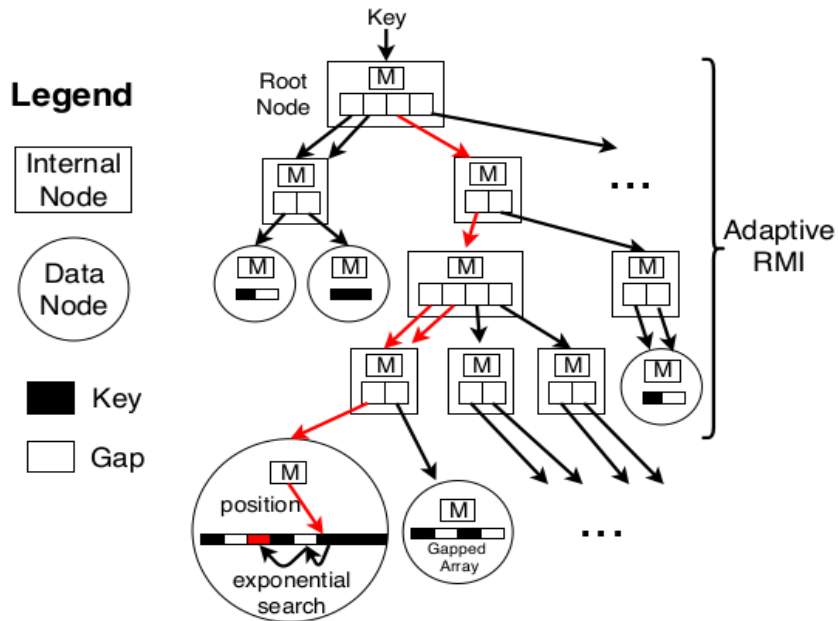 Key
Root
Node
M
Legend
Internal
Node
M
M
...
Adaptive
RMI
Data
Node
M
M
M
M
M
M
M
M
Key
Gap
M
position
exponential
search
M
Gapped
Array
...